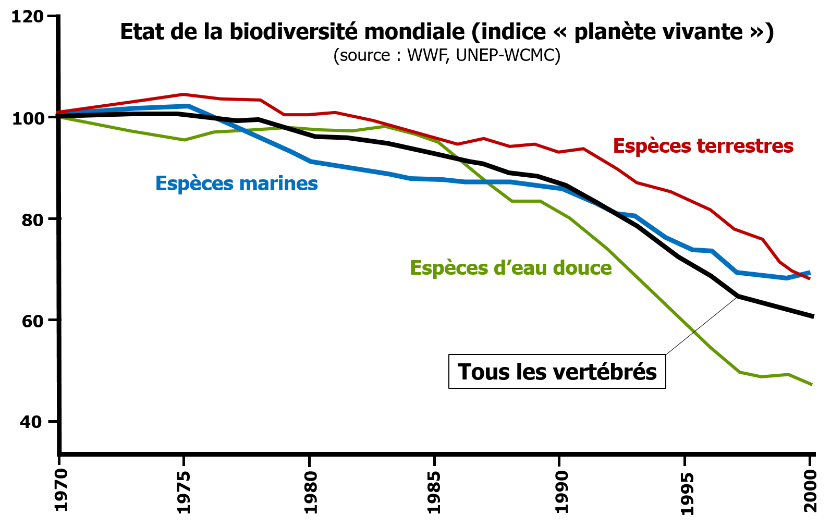 Etat de la biodiversité mondiale (indice « planète vivante »)
(source : WWF, UNEP-WCMC)
120
100
80
60
40
Espèces terrestres
Espèces marines
Espèces d’eau douce
Tous les vertébrés
1970
1975
1980
1985
1990
1995
2000